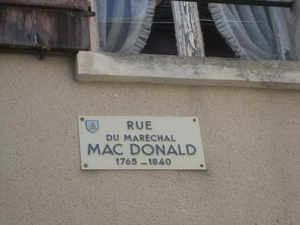 RUE
DU MARÉCHAL
MAC DONALD
1765 - 1840